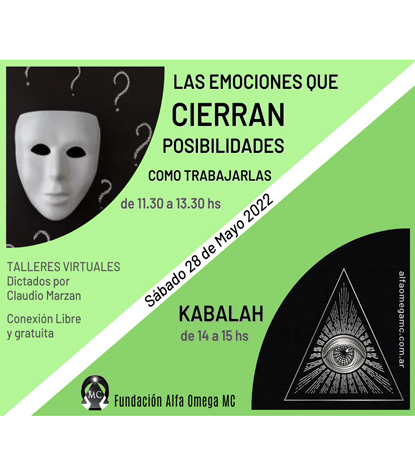 LAS EMOCIONES QUE
CIERRAN
POSIBILIDADES
COMO TRABAJARLAS
de 11.30 a 13.30 hs
Sábado 28 de Mayo 2022
TALLERES VIRTUALES
Dictados por
Claudio Marzan
Conexión Libre
y gratuita
KABALAH
de 14 a 15 hs
alfaomegamc.com.ar
MC
Fundación Alfa Omega MC